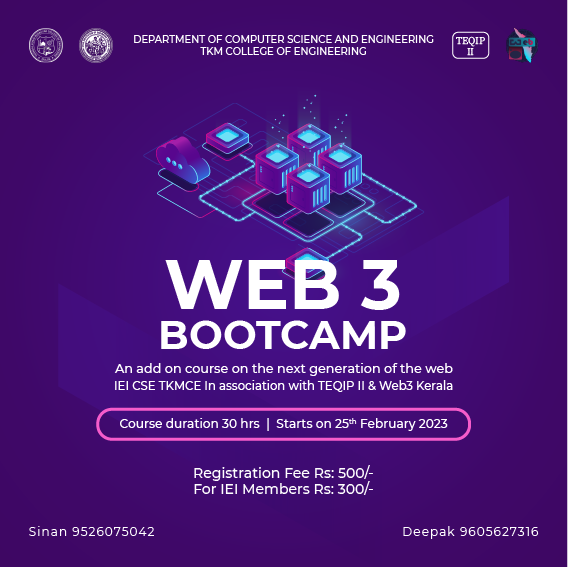 DEPARTMENT OF COMPUTER SCIENCE AND ENGINEERING
TKM COLLEGE OF ENGINEERING
TEQIP
II
WEB 3
BOOTCAMP
An add on course on the next generation of the web
IEI CSE TKMCE In association with TEQIP II & Web3 Kerala
Course duration 30 hrs | Starts on 25th February 2023
Registration Fee Rs: 500/-
For IEI Members Rs: 300/-
Sinan 9526075042
Deepak 9605627316